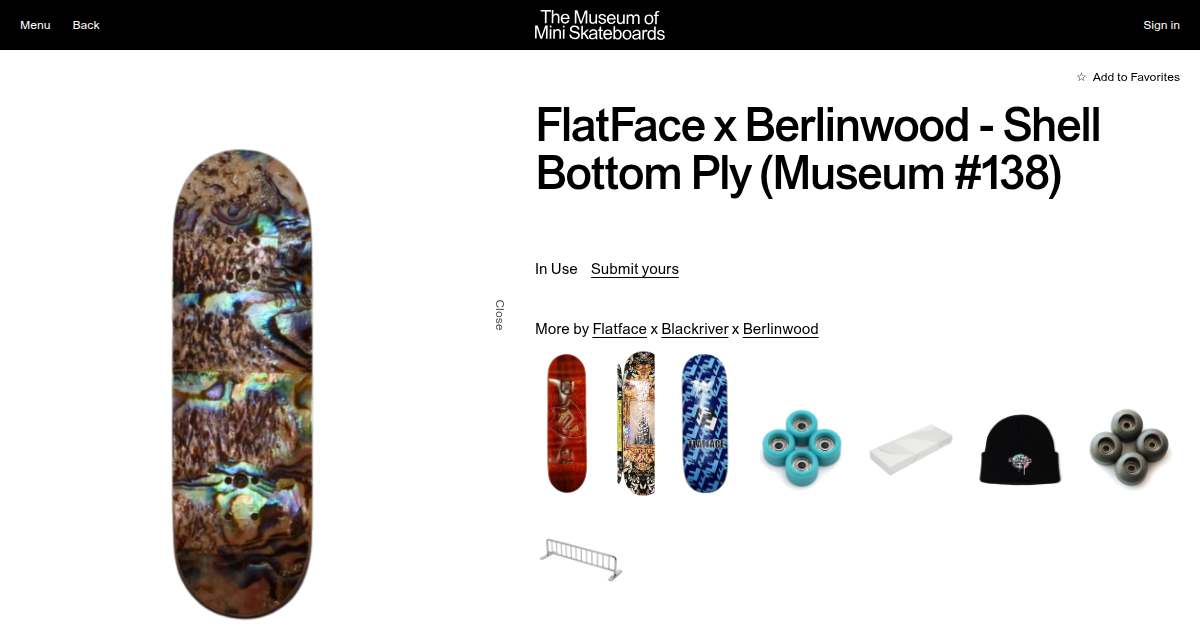 Menu
Back
The Museum of
Mini Skateboards
Sign in
☆ Add to Favorites
FlatFace x Berlinwood - Shell
Bottom Ply (Museum #138)
In Use Submit yours
Close
More by Flatface x Blackriver x Berlinwood